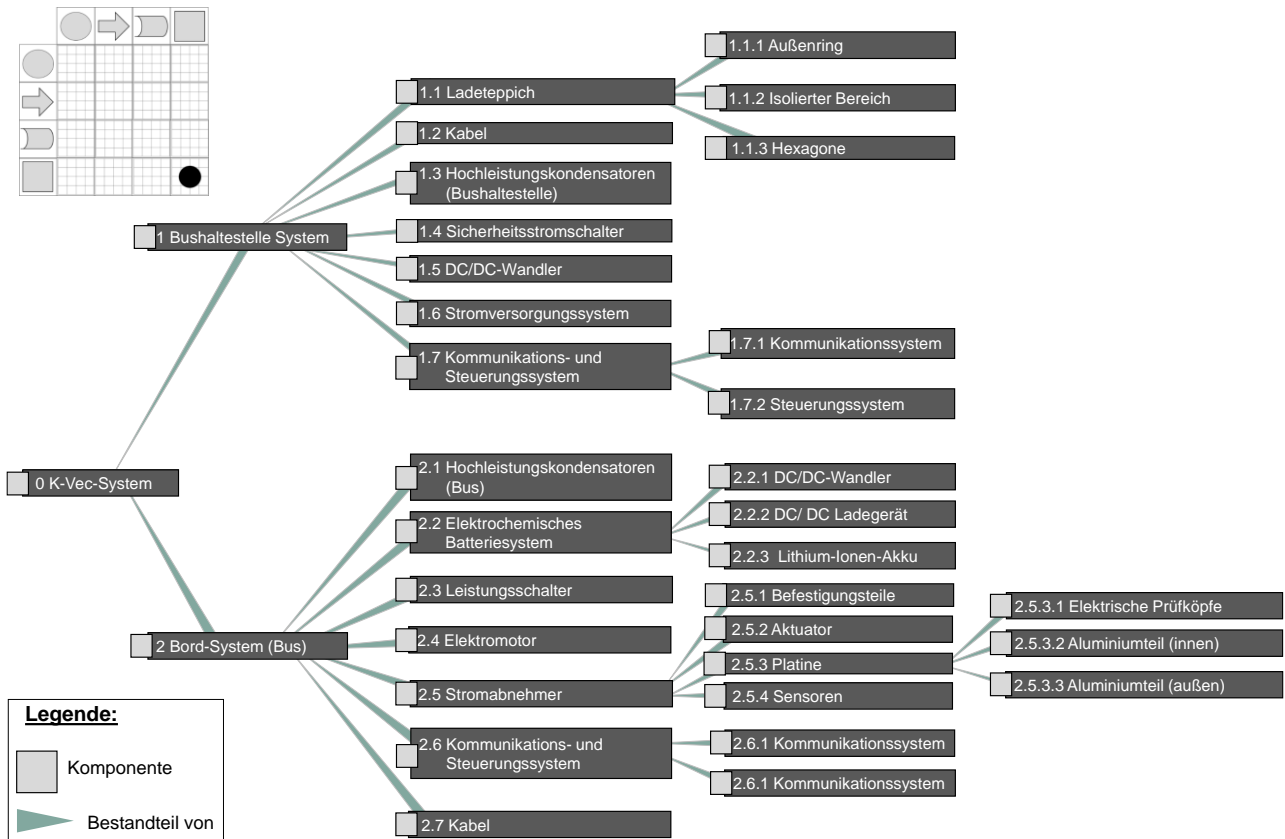 1.1.1 Außenring
1.1 Ladeteppich
1.1.2 Isolierter Bereich
1.2 Kabel
1.1.3 Hexagone
1.3 Hochleistungskondensatoren
(Bushaltestelle)
1 Bushaltestelle System
1.4 Sicherheitsstromschalter
1.5 DC/DC-Wandler
1.6 Stromversorgungssystem
1.7 Kommunikations- und
Steuerungssystem
1.7.1 Kommunikationssystem
1.7.2 Steuerungssystem
0 K-Vec-System
2.1 Hochleistungskondensatoren
(Bus)
2.2.1 DC/DC-Wandler
2.2 Elektrochemisches
Batteriesystem
2.2.2 DC/ DC Ladegerät
2.2.3 Lithium-Ionen-Akku
2.3 Leistungsschalter
2.5.1 Befestigungsteile
2.5.3.1 Elektrische Prüfköpfe
2 Bord-System (Bus)
2.4 Elektromotor
2.5.2 Aktuator
2.5.3.2 Aluminiumteil (innen)
2.5.3 Platine
2.5 Stromabnehmer
2.5.4 Sensoren
2.5.3.3 Aluminiumteil (außen)
2.6 Kommunikations- und
Steuerungssystem
2.6.1 Kommunikationssystem
2.6.1 Kommunikationssystem
2.7 Kabel
Legende:
Komponente
Bestandteil von